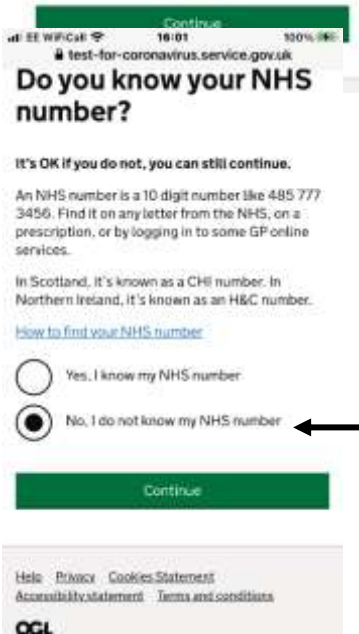 Continue
EE WiFiCall 16:01 100%
test-for-coronavirus.service.gov.uk
Do you know your NHS
number?
It's OK if you do not, you can still continue.
An NHS number is a 10 digit number like 485 777
3456. Find it on any letter from the NHS, on a
prescription, or by logging in to some GP online
services.
In Scotland, it's known as a CHI number. In
Northern Ireland, it's known as an H&C number.
How to find your NHS number
Yes, I know my NHS number
No, I do not know my NHS number
Continue
Help Privacy Cookies Statement
Accessibility statement Terms and conditions
OGL